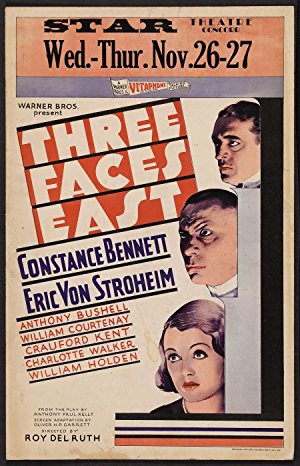 STAR THEATRE
CONCORD
Wed.-Thur. Nov. 26-27
A WARNER BROS. & VITAPHONE
WARNER BROS.
present
THREE
FACES
EAST
CONSTANCE BENNETT
ERIC VON STROHEIM
ANTHONY BUSHELL
WILLIAM COURTENAY
CRAUFORD KENT
CHARLOTTE WALKER
WILLIAM HOLDEN
FROM THE PLAY BY
ANTHONY PAUL KELLY
SCREEN ADAPTATION BY
OLIVER H.P. GARRETT
DIRECTED BY
ROY DEL RUTH